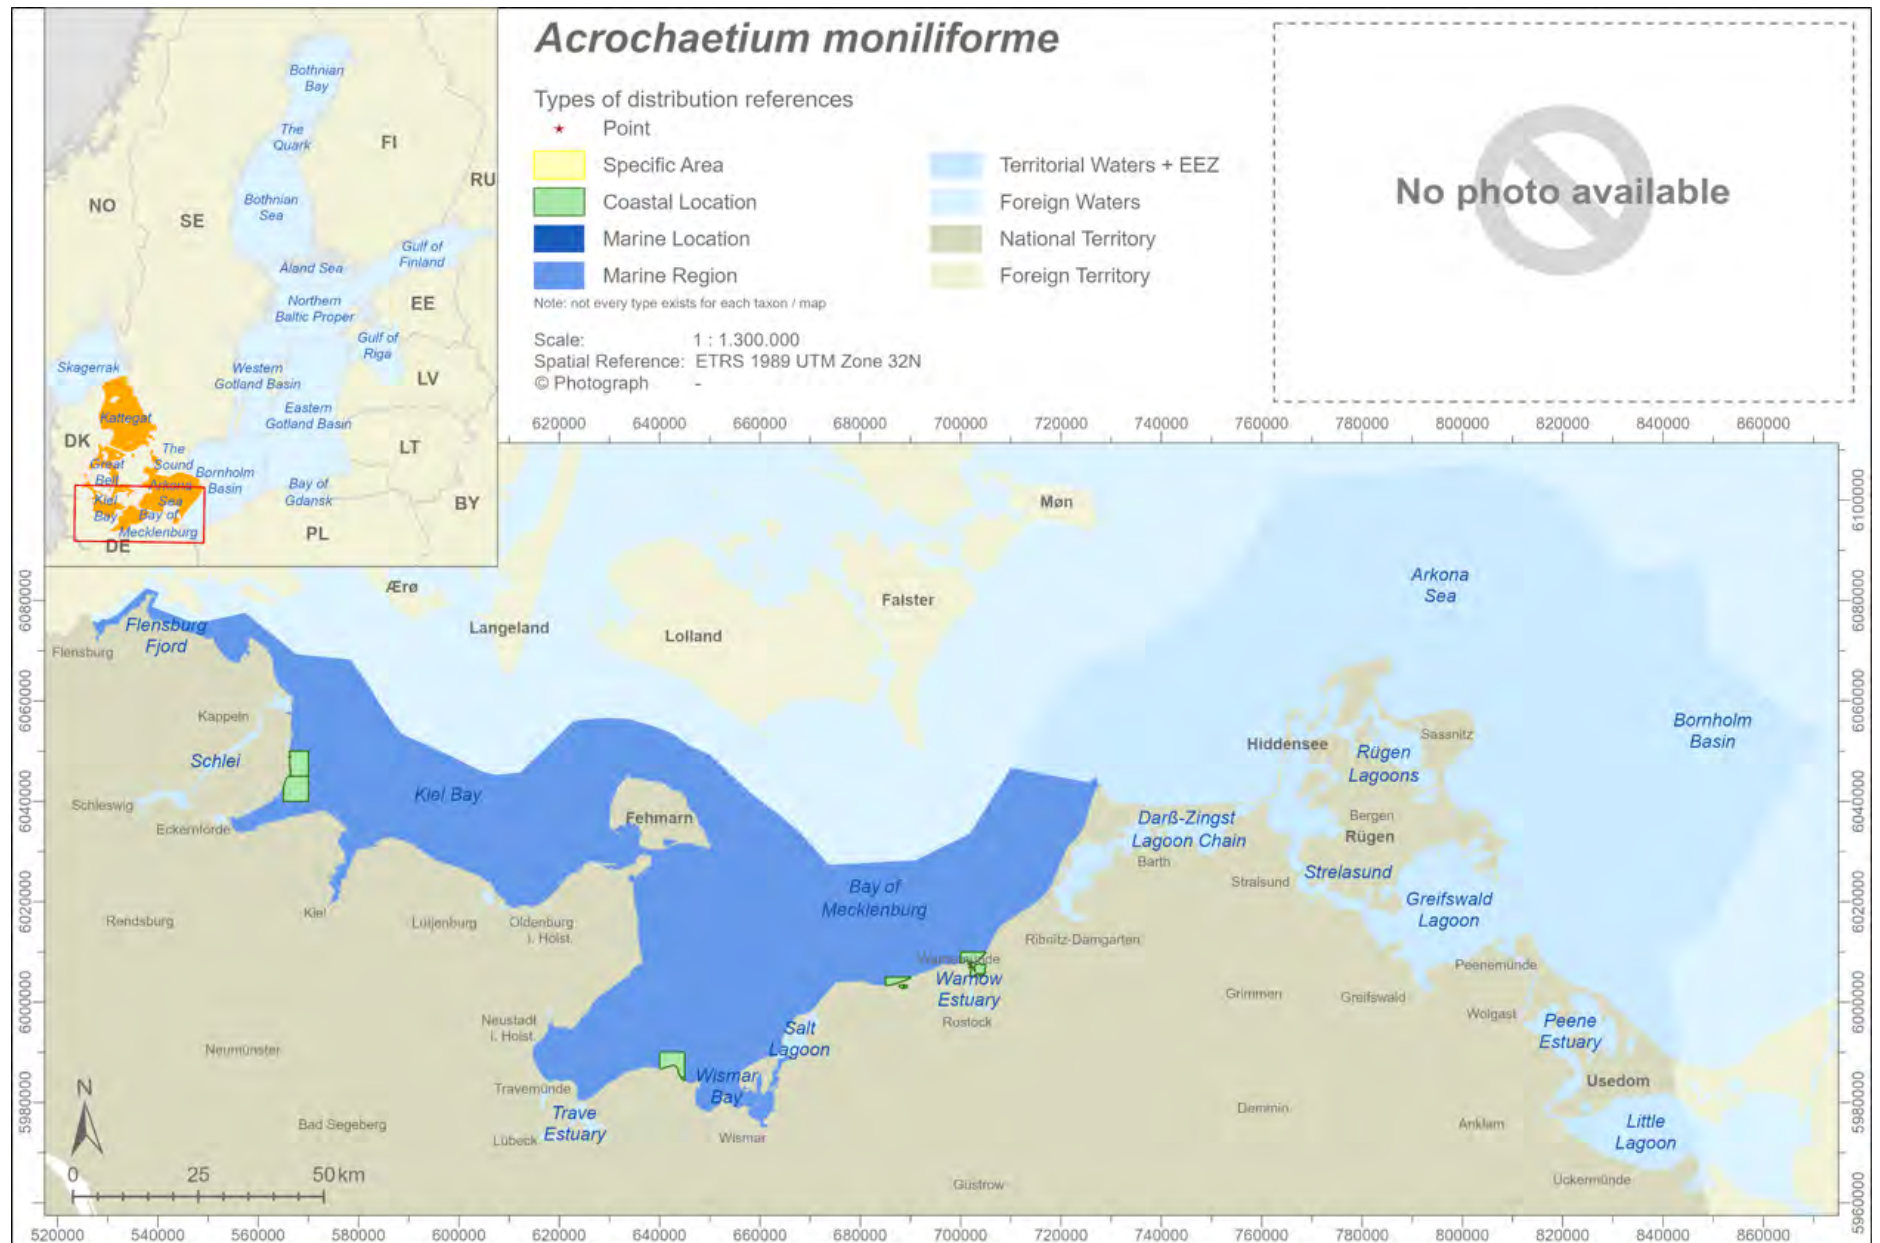 Acrochaetium moniliforme
Types of distribution references
Point
Specific Area
Coastal Location
Marine Location
Marine Region
Territorial Waters + EEZ
Foreign Waters
National Territory
Foreign Territory
Note: not every type exists for each taxon / map
Scale: 1 : 1.300.000
Spatial Reference: ETRS 1989 UTM Zone 32N
© Photograph -
No photo available
Bothnian
Bay
The
Quark
FI
RU
NO
SE
Bothnian
Sea
Gulf of
Finland
Åland Sea
Northern
Baltic Proper
EE
Gulf of
Riga
Skagerrak
Western
Gotland Basin
LV
Kattegat
Eastern
Gotland Basin
DK
The
Sound
LT
Great
Belt
Arkona
Sea
Bornholm
Basin
Bay of
Gdansk
Kiel
Bay
Bay of
Mecklenburg
BY
PL
DE
620000 640000 660000 680000 700000 720000 740000 760000 780000 800000 820000 840000 860000
Møn
Ærø
Langeland
Lolland
Falster
Arkona
Sea
Flensburg
Fjord
Flensburg
Kappeln
Schlei
Schleswig
Eckernförde
Kiel Bay
Fehmarn
Hiddensee
Rügen
Lagoons
Sassnitz
Bornholm
Basin
Darß-Zingst
Lagoon Chain
Barth
Bergen
Rügen
Stralsund
Strelasund
Greifswald
Lagoon
Bay of
Mecklenburg
Rendsburg
Kiel
Lütjenburg
Oldenburg
i. Holst.
Ribnitz-Damgarten
Warnemünde
Warnow
Estuary
Rostock
Peenemünde
Grimmen
Greifswald
Wolgast
Peene
Estuary
Neustadt
i. Holst.
Salt
Lagoon
Neumünster
Wismar
Bay
Travemünde
Trave
Estuary
Usedom
Bad Segeberg
Lübeck
Wismar
Demmin
Anklam
Little
Lagoon
Güstrow
Ückermünde
N
0 25 50 km
6080000
6060000
6040000
6020000
6000000
5980000
6100000
6080000
6060000
6040000
6020000
6000000
5980000
5960000
520000 540000 560000 580000 600000 620000 640000 660000 680000 700000 720000 740000 760000 780000 800000 820000 840000 860000